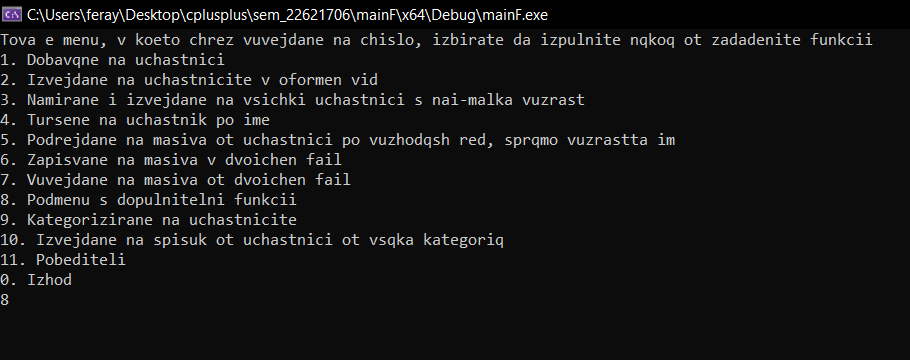 C:\Users\feray\Desktop\cplusplus\sem_22621706\mainF\x64\Debug\mainF.exe
Tova e menu, v koeto chrez vuvejdane na chislo, izbirate da izpulnite nqkoq ot zadadenite funkcii
1. Dobavqne na uchastnici
2. Izvejdane na uchastnicite v oformen vid
3. Namirane i izvejdane na vsichki uchastnici s nai-malka vuzrast
4. Tursene na uchastnik po ime
5. Podrejdane na masiva ot uchastnici po vuzhodqsh red, sprqmo vuzrastta im
6. Zapisvane na masiva v dvoichen fail
7. Vuvejdane na masiva ot dvoichen fail
8. Podmenu s dopulnitelni funkcii
9. Kategorizirane na uchastnicite
10. Izvejdane na spisuk ot uchastnici ot vsqka kategoriq
11. Pobediteli
0. Izhod
8